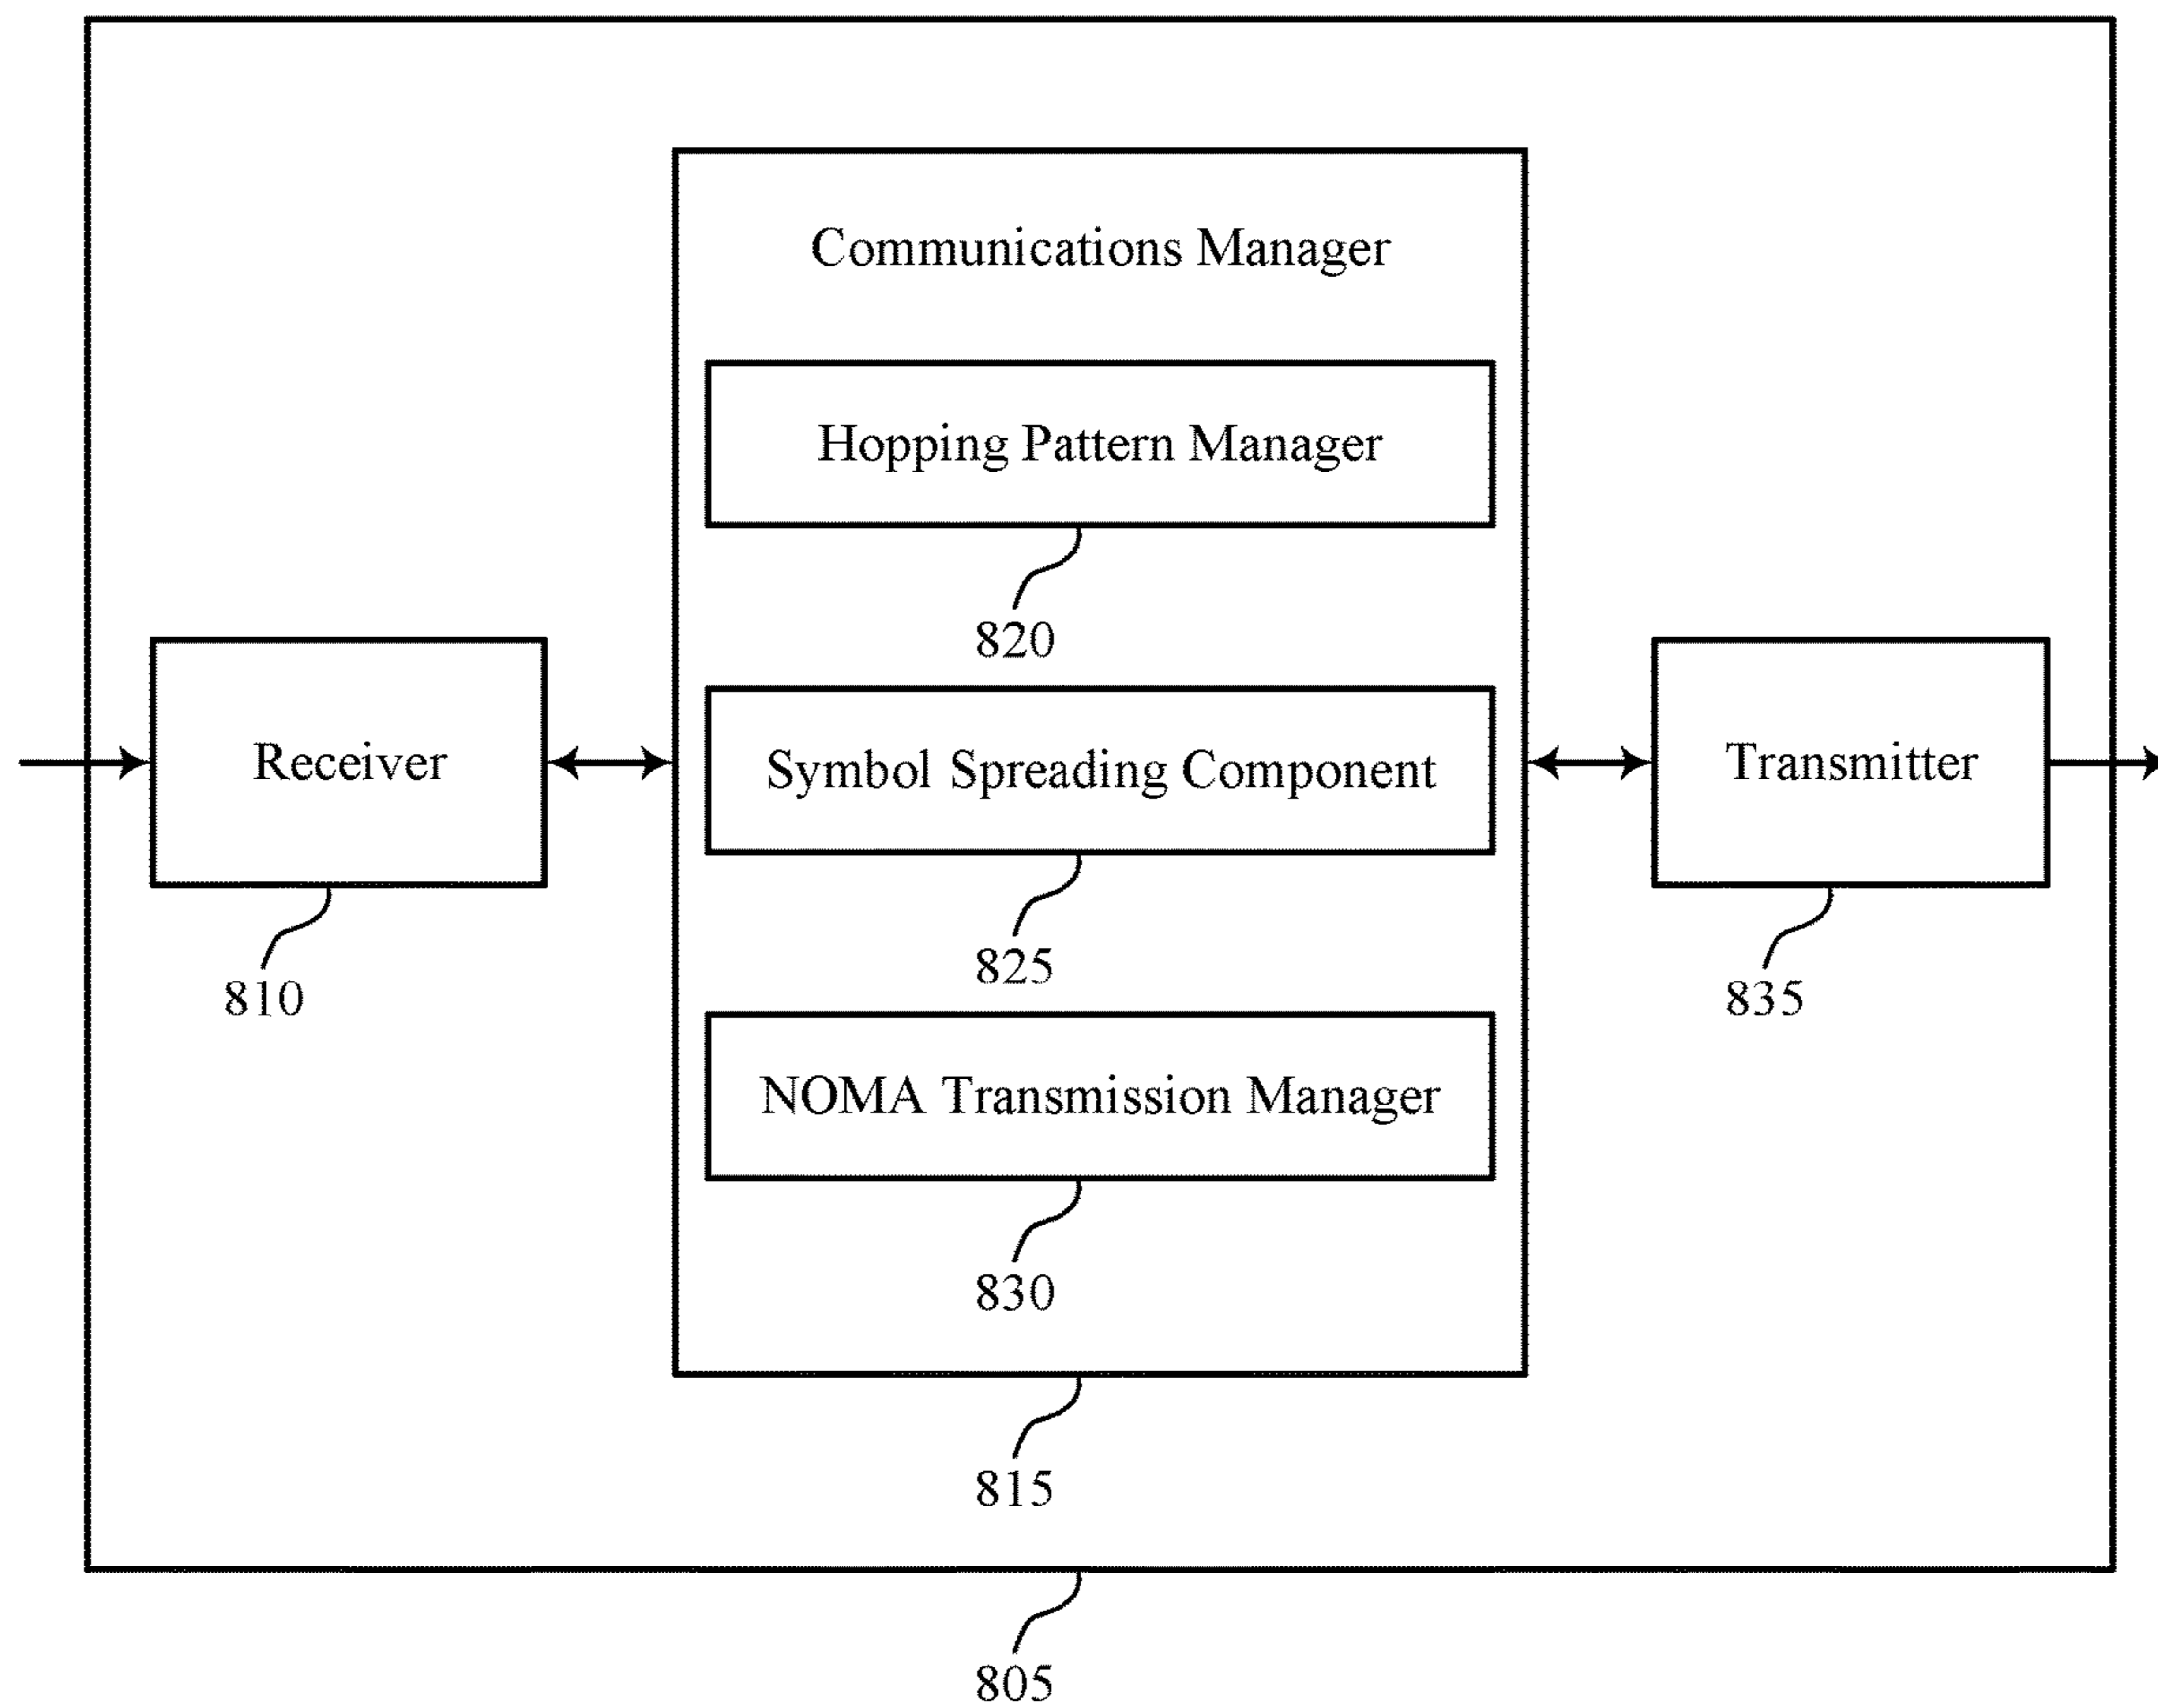 Communications Manager
Hopping Pattern Manager
820
Receiver
810
Symbol Spreading Component
825
Transmitter
835
NOMA Transmission Manager
830
815
805